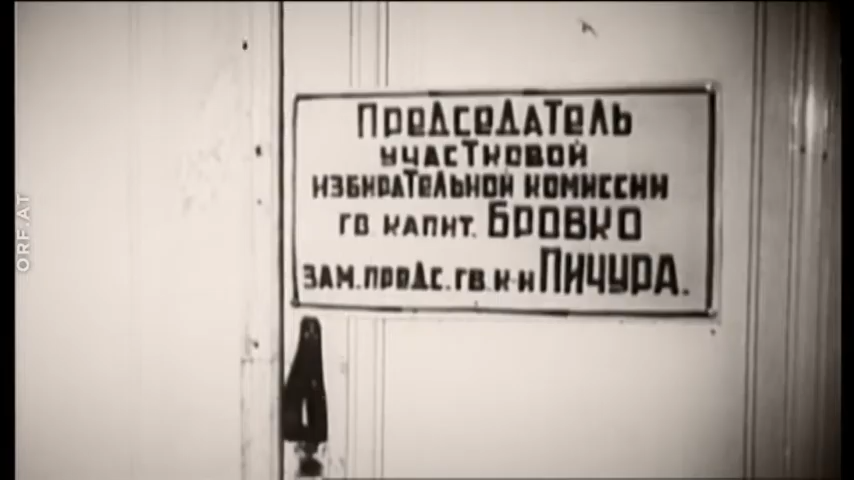 ПРЕДСЕДАТЕЛЬ
УЧАСТКОВОЙ
ИЗБИРАТЕЛЬНОЙ КОМИССИИ
ГВ КАПИТ. БРОВКО
ЗАМ.ПРЕДС.ГВ.К-Н ПИЧУРА.
ORF.AT